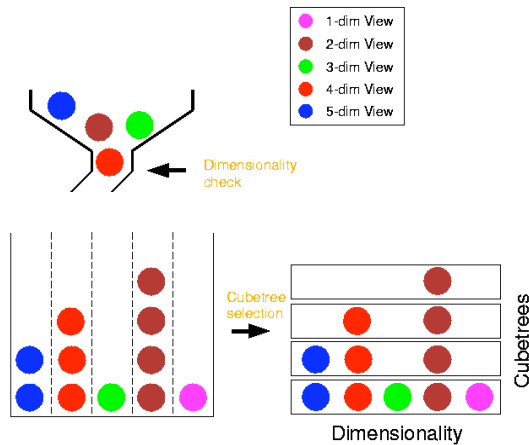 1-dim View
2-dim View
3-dim View
4-dim View
5-dim View
Dimensionality
check
Cubetree
selection
Cubetrees
Dimensionality